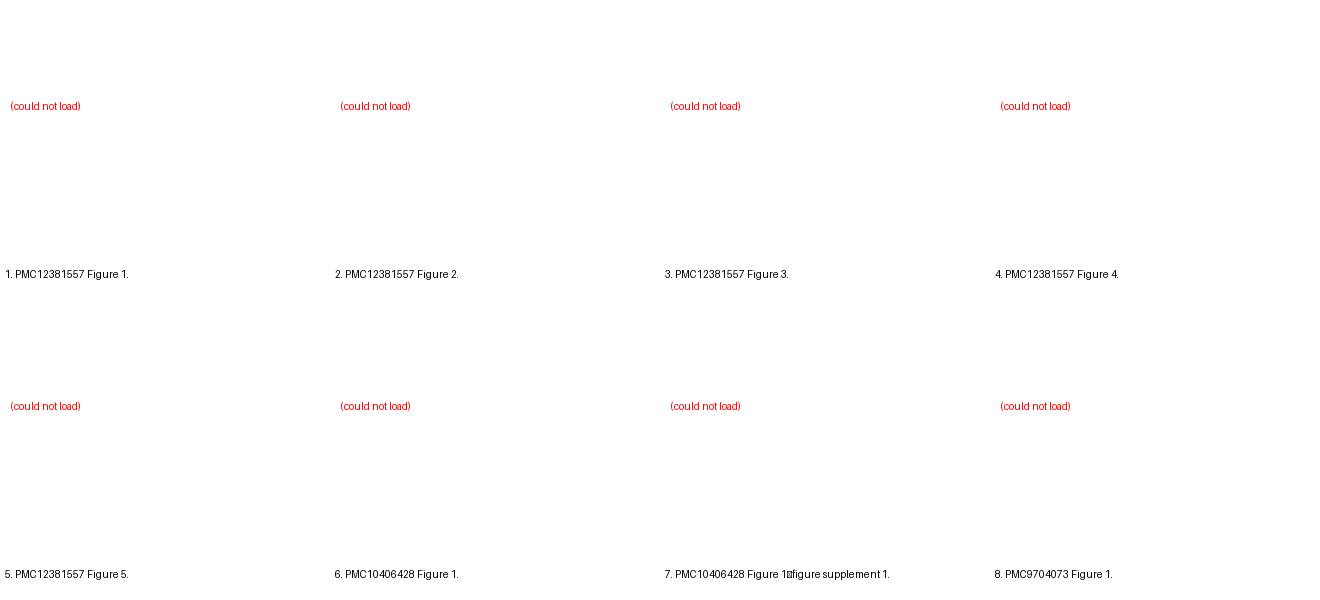 (could not load) (could not load) (could not load) (could not load)
1. PMC12381557 Figure 1. 2. PMC12381557 Figure 2. 3. PMC12381557 Figure 3. 4. PMC12381557 Figure 4.
(could not load) (could not load) (could not load) (could not load)
5. PMC12381557 Figure 5. 6. PMC10406428 Figure 1. 7. PMC10406428 Figure 1▯figure supplement 1. 8. PMC9704073 Figure 1.